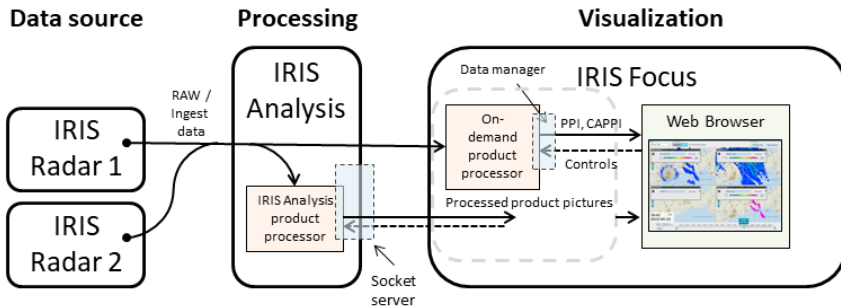 Data source
Processing
Visualization
IRIS
Radar 1
IRIS
Radar 2
RAW /
Ingest
data
IRIS
Analysis
IRIS Analysis
product
processor
Socket
server
Data manager
IRIS Focus
On-
demand
product
processor
PPI, CAPPI
Controls
Processed product pictures
Web Browser